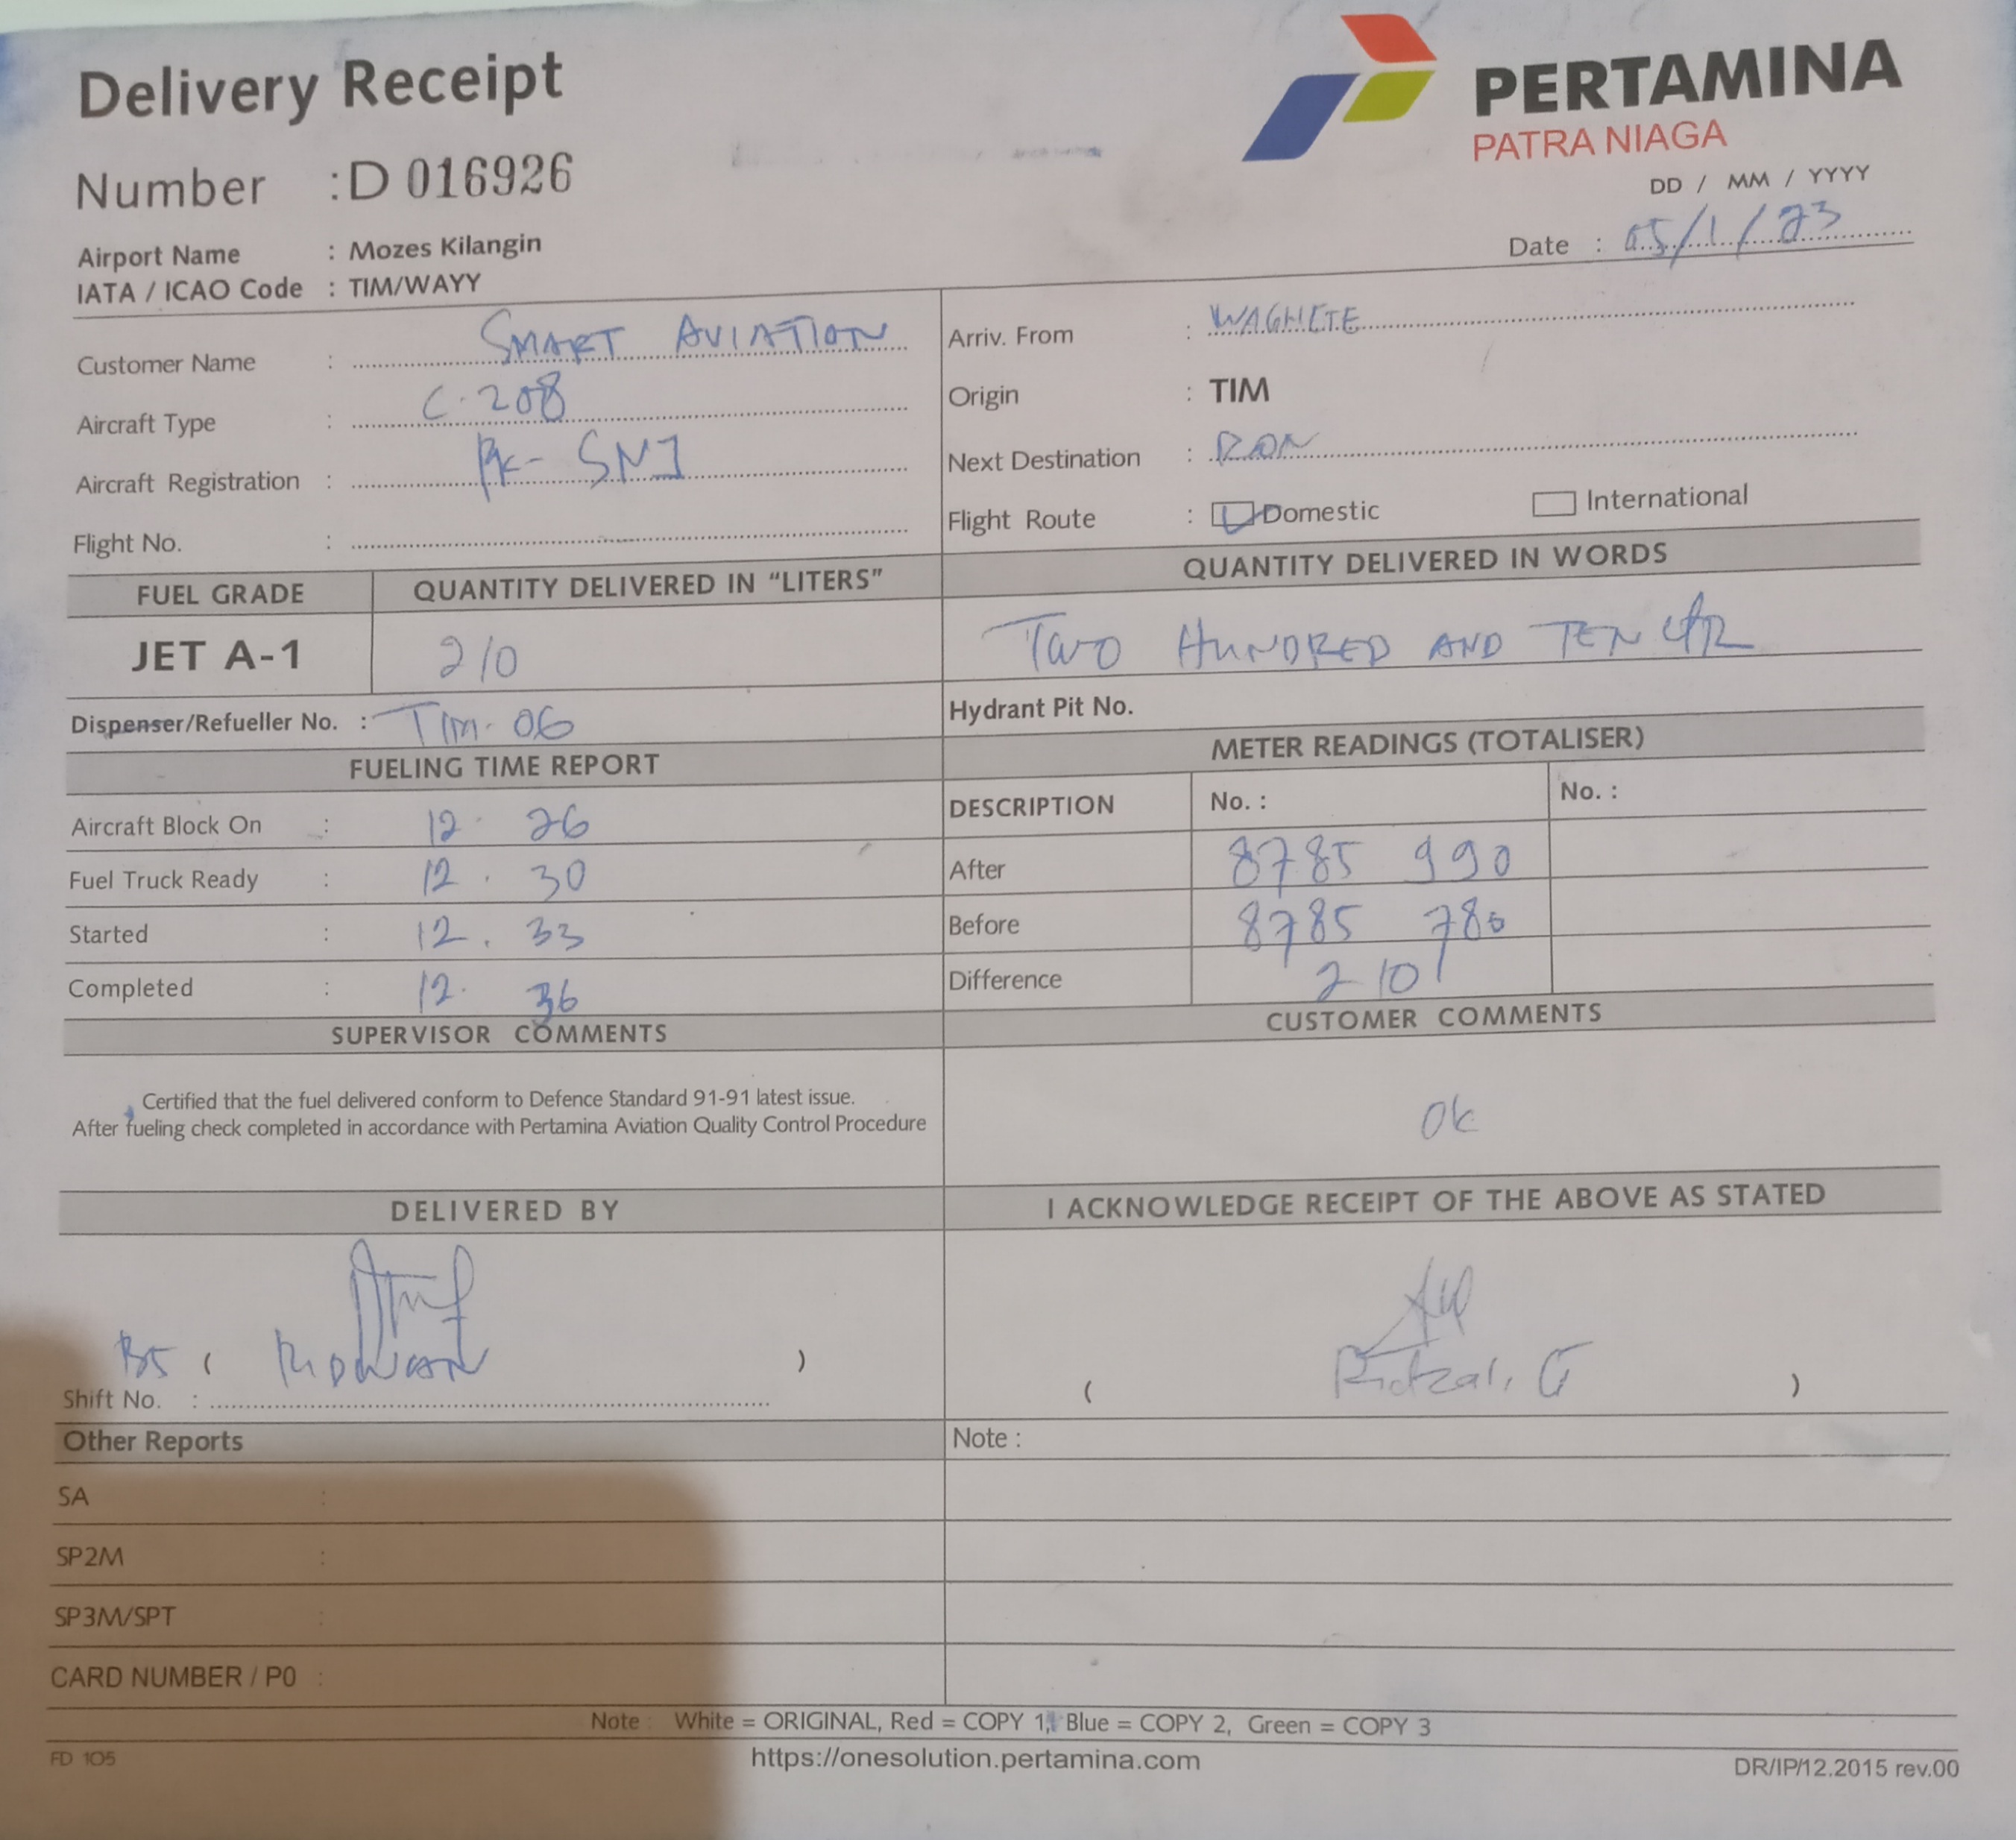 Delivery Receipt
PERTAMINA
PATRA NIAGA
Number : D 016926
DD / MM / YYYY
Date : 05/1/23
Airport Name : Mozes Kilangin
IATA / ICAO Code : TIM/WAYY
Customer Name : SMART AVIATION
Aircraft Type : C.208
Aircraft Registration : PK-SNJ
Flight No. :
Arriv. From : WAGHETE
Origin : TIM
Next Destination : RON
Flight Route : Domestic International
FUEL GRADE QUANTITY DELIVERED IN “LITERS” QUANTITY DELIVERED IN WORDS
JET A-1 210 TWO HUNDRED AND TEN LTR
Dispenser/Refueller No. : TIM-06 Hydrant Pit No.
FUELING TIME REPORT
Aircraft Block On : 12. 26
Fuel Truck Ready : 12. 30
Started : 12. 33
Completed : 12. 36
METER READINGS (TOTALISER)
DESCRIPTION No. : No. :
After 8785 990
Before 8785 780
Difference 210
SUPERVISOR COMMENTS
Certified that the fuel delivered conform to Defence Standard 91-91 latest issue.
After fueling check completed in accordance with Pertamina Aviation Quality Control Procedure
CUSTOMER COMMENTS
Ok
DELIVERED BY
( RIDWAN )
Shift No. :
I ACKNOWLEDGE RECEIPT OF THE ABOVE AS STATED
( )
Other Reports Note :
SA :
SP2M :
SP3M/SPT :
CARD NUMBER / P0 :
Note : White = ORIGINAL, Red = COPY 1, Blue = COPY 2, Green = COPY 3
FD 105 https://onesolution.pertamina.com DR/IP/12.2015 rev.00